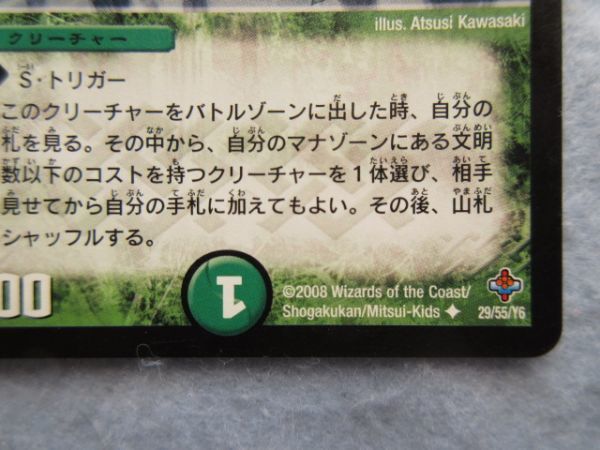 illus. Atsusi Kawasaki
クリーチャー
S・トリガー
このクリーチャーをバトルゾーンに出した時、自分の
札を見る。その中から、自分のマナゾーンにある文明
数以下のコストを持つクリーチャーを1体選び、相手
見せてから自分の手札に加えてもよい。その後、山札
シャッフルする。
00
1
©2008 Wizards of the Coast/
Shogakukan/Mitsui-Kids
29/55/Y6